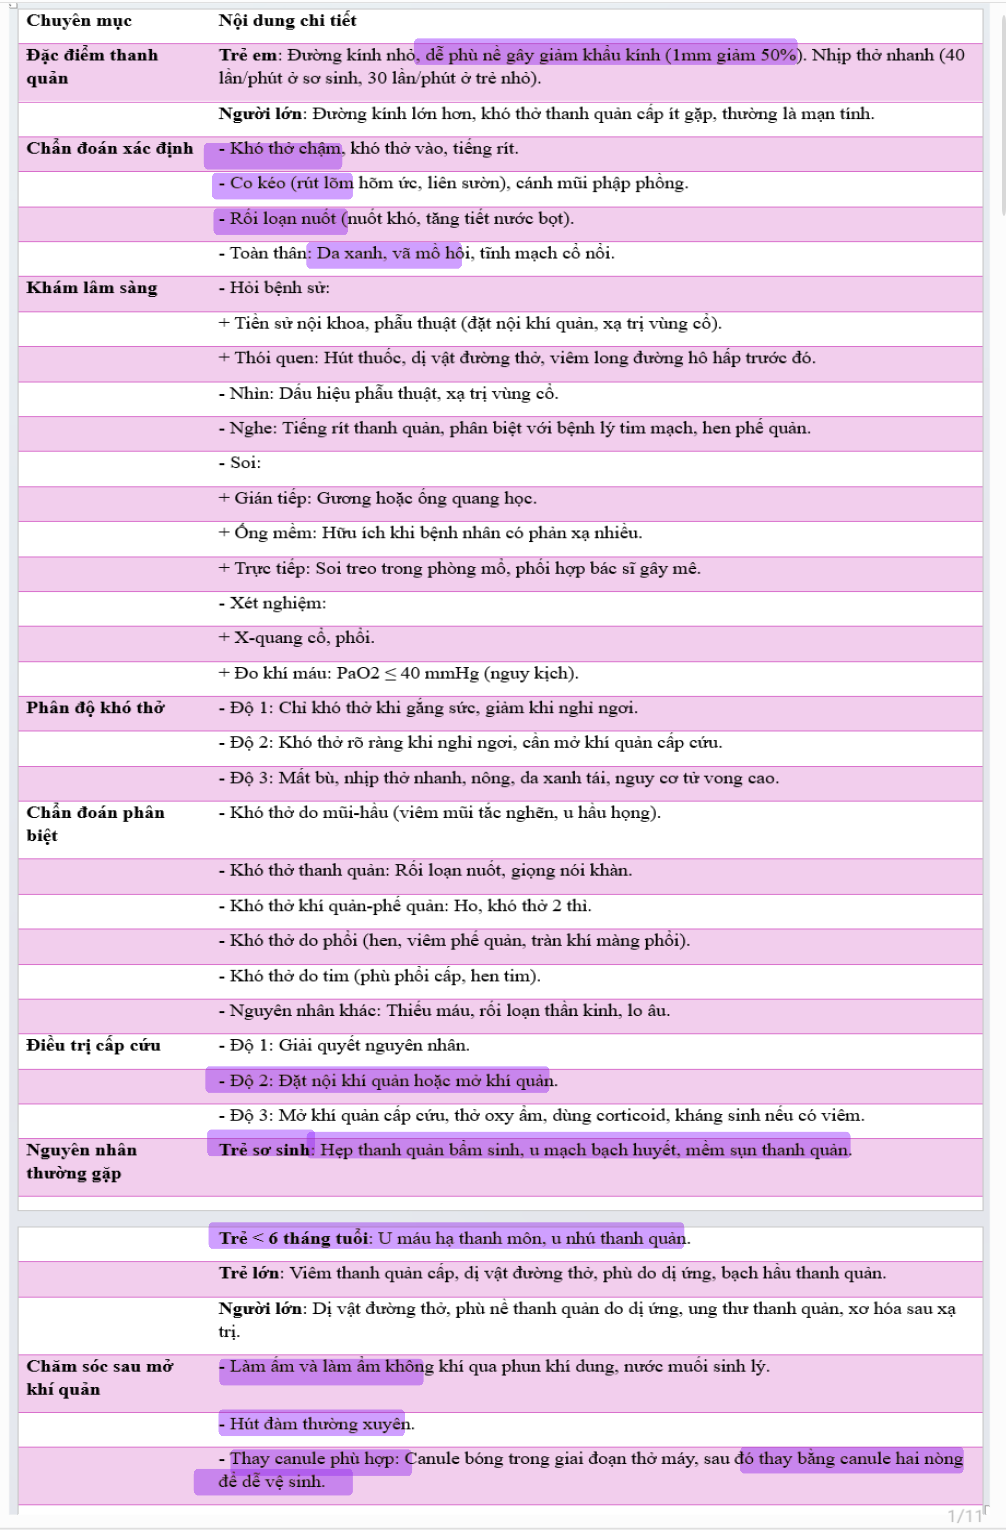 Chuyên mục Nội dung chi tiết
Đặc điểm thanh Trẻ em: Đường kính nhỏ, dễ phù nề gây giảm khẩu kính (1mm giảm 50%). Nhịp thở nhanh (40
quản lần/phút ở sơ sinh, 30 lần/phút ở trẻ nhỏ).
Người lớn: Đường kính lớn hơn, khó thở thanh quản cấp ít gặp, thường là mạn tính.
Chẩn đoán xác định - Khó thở chậm, khó thở vào, tiếng rít.
- Co kéo (rút lõm hõm ức, liên sườn), cánh mũi phập phồng.
- Rối loạn nuốt (nuốt khó, tăng tiết nước bọt).
- Toàn thân: Da xanh, vã mồ hôi, tĩnh mạch cổ nổi.
Khám lâm sàng - Hỏi bệnh sử:
+ Tiền sử nội khoa, phẫu thuật (đặt nội khí quản, xạ trị vùng cổ).
+ Thói quen: Hút thuốc, dị vật đường thở, viêm long đường hô hấp trước đó.
- Nhìn: Dấu hiệu phẫu thuật, xạ trị vùng cổ.
- Nghe: Tiếng rít thanh quản, phân biệt với bệnh lý tim mạch, hen phế quản.
- Soi:
+ Gián tiếp: Gương hoặc ống quang học.
+ Ống mềm: Hữu ích khi bệnh nhân có phản xạ nhiều.
+ Trực tiếp: Soi treo trong phòng mổ, phối hợp bác sĩ gây mê.
- Xét nghiệm:
+ X-quang cổ, phổi.
+ Đo khí máu: PaO2 ≤ 40 mmHg (nguy kịch).
Phân độ khó thở - Độ 1: Chỉ khó thở khi gắng sức, giảm khi nghỉ ngơi.
- Độ 2: Khó thở rõ ràng khi nghỉ ngơi, cần mở khí quản cấp cứu.
- Độ 3: Mất bù, nhịp thở nhanh, nông, da xanh tái, nguy cơ tử vong cao.
Chẩn đoán phân - Khó thở do mũi-hầu (viêm mũi tắc nghẽn, u hầu họng).
biệt
- Khó thở thanh quản: Rối loạn nuốt, giọng nói khàn.
- Khó thở khí quản-phế quản: Ho, khó thở 2 thì.
- Khó thở do phổi (hen, viêm phế quản, tràn khí màng phổi).
- Khó thở do tim (phù phổi cấp, hen tim).
- Nguyên nhân khác: Thiếu máu, rối loạn thần kinh, lo âu.
Điều trị cấp cứu - Độ 1: Giải quyết nguyên nhân.
- Độ 2: Đặt nội khí quản hoặc mở khí quản.
- Độ 3: Mở khí quản cấp cứu, thở oxy ẩm, dùng corticoid, kháng sinh nếu có viêm.
Nguyên nhân Trẻ sơ sinh: Hẹp thanh quản bẩm sinh, u mạch bạch huyết, mềm sụn thanh quản.
thường gặp
Trẻ < 6 tháng tuổi: U máu hạ thanh môn, u nhú thanh quản.
Trẻ lớn: Viêm thanh quản cấp, dị vật đường thở, phù do dị ứng, bạch hầu thanh quản.
Người lớn: Dị vật đường thở, phù nề thanh quản do dị ứng, ung thư thanh quản, xơ hóa sau xạ
trị.
Chăm sóc sau mở - Làm ấm và làm ẩm không khí qua phun khí dung, nước muối sinh lý.
khí quản
- Hút đàm thường xuyên.
- Thay canule phù hợp: Canule bóng trong giai đoạn thở máy, sau đó thay bằng canule hai nòng
để dễ vệ sinh.
1/11